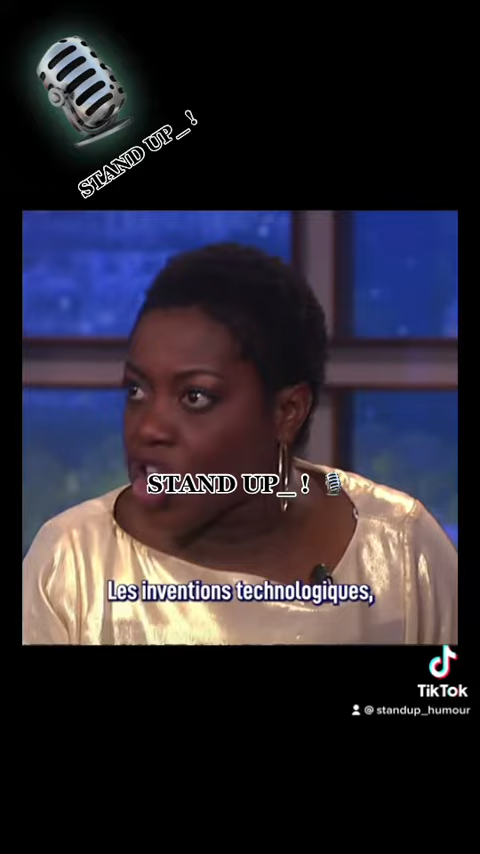 STAND UP_!
STAND UP_ !
Les inventions technologiques,
TikTok
@ standup_humour